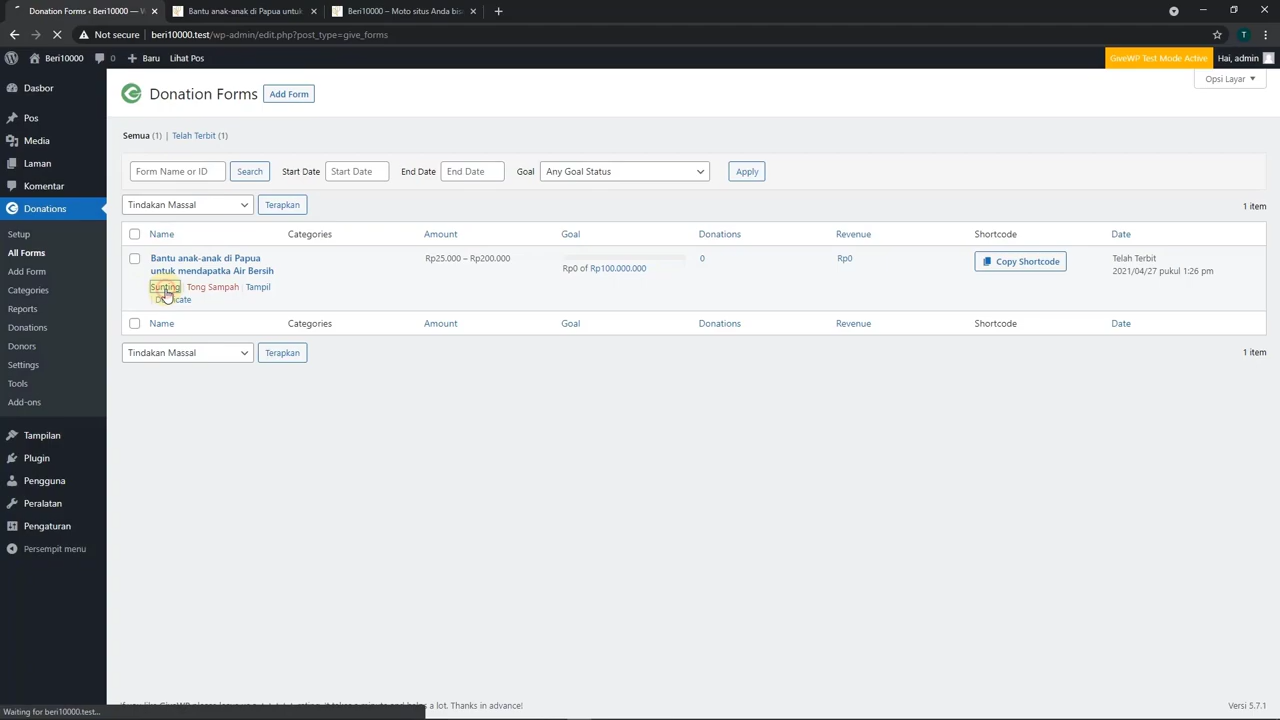 Donation Forms ‹ Beri10000 — W
Bantu anak-anak di Papua untuk
Beri10000 – Moto situs Anda bis
Not secure
beri10000.test/wp-admin/edit.php?post_type=give_forms
Beri10000
0
Baru
Lihat Pos
GiveWP Test Mode Active
Hai, admin
Dasbor
Pos
Media
Laman
Komentar
Donations
Setup
All Forms
Add Form
Categories
Reports
Donations
Donors
Settings
Tools
Add-ons
Tampilan
Plugin
Pengguna
Peralatan
Pengaturan
Persempit menu
Donation Forms
Add Form
Opsi Layar
Semua (1) | Telah Terbit (1)
Form Name or ID
Search
Start Date
Start Date
End Date
End Date
Goal
Any Goal Status
Apply
Tindakan Massal
Terapkan
1 item
Name
Categories
Amount
Goal
Donations
Revenue
Shortcode
Date
Bantu anak-anak di Papua
untuk mendapatka Air Bersih
Sunting | Tong Sampah | Tampil
Rp25.000 – Rp200.000
Rp0 of Rp100.000.000
0
Rp0
Copy Shortcode
Telah Terbit
2021/04/27 pukul 1:26 pm
Name
Categories
Amount
Goal
Donations
Revenue
Shortcode
Date
Tindakan Massal
Terapkan
1 item
Thanks in advance!
Versi 5.7.1
Waiting for beri10000.test...